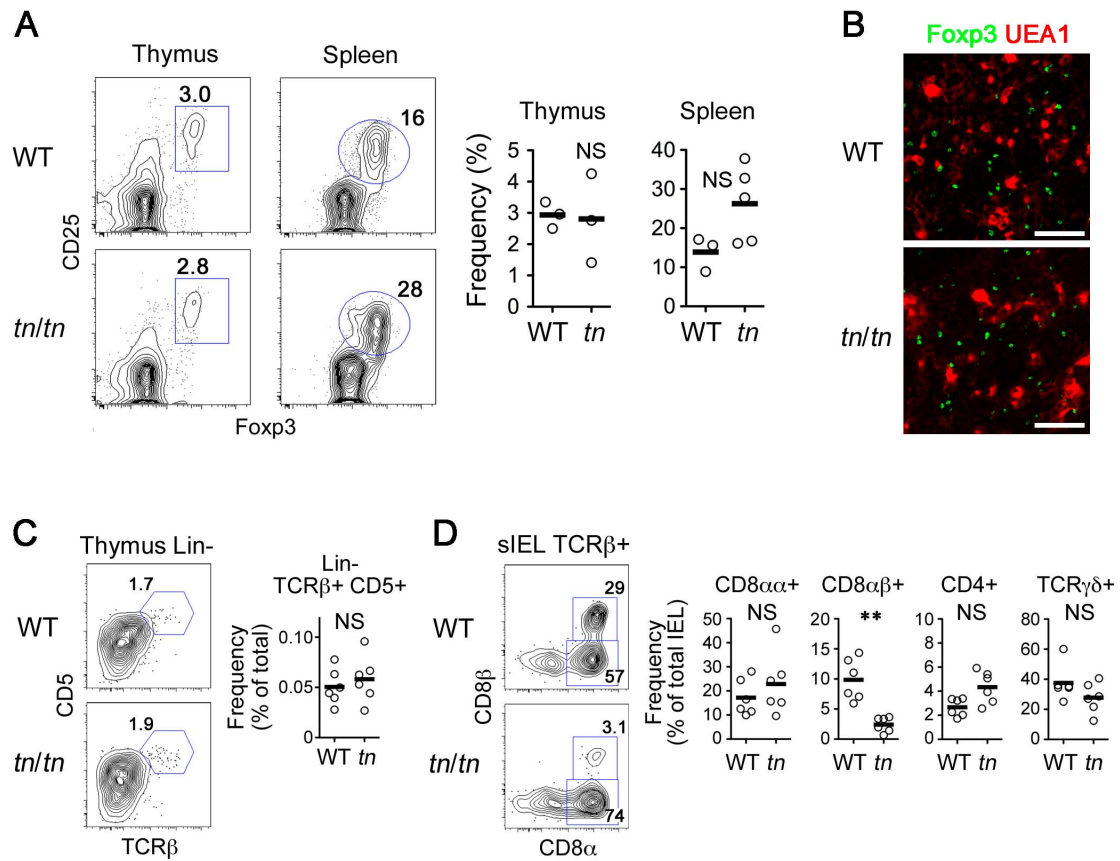 A
Thymus
Spleen
WT
3.0
16
CD25
tn/tn
2.8
28
Foxp3
Thymus
Frequency (%)
5
4
3
2
1
0
NS
WT tn
Spleen
40
30
20
10
0
NS
WT tn
B
Foxp3 UEA1
WT
tn/tn
C
Thymus Lin-
WT
1.7
CD5
tn/tn
1.9
TCRβ
Lin-
TCRβ+ CD5+
NS
Frequency
(% of total)
0.10
0.05
0
WT tn
D
sIEL TCRβ+
WT
29
57
CD8β
tn/tn
3.1
74
CD8α
Frequency
(% of total IEL)
CD8αα+
NS
50
40
30
20
10
0
WT tn
CD8αβ+
**
20
15
10
5
0
WT tn
CD4+
NS
10
8
6
4
2
0
WT tn
TCRγδ+
NS
80
60
40
20
0
WT tn